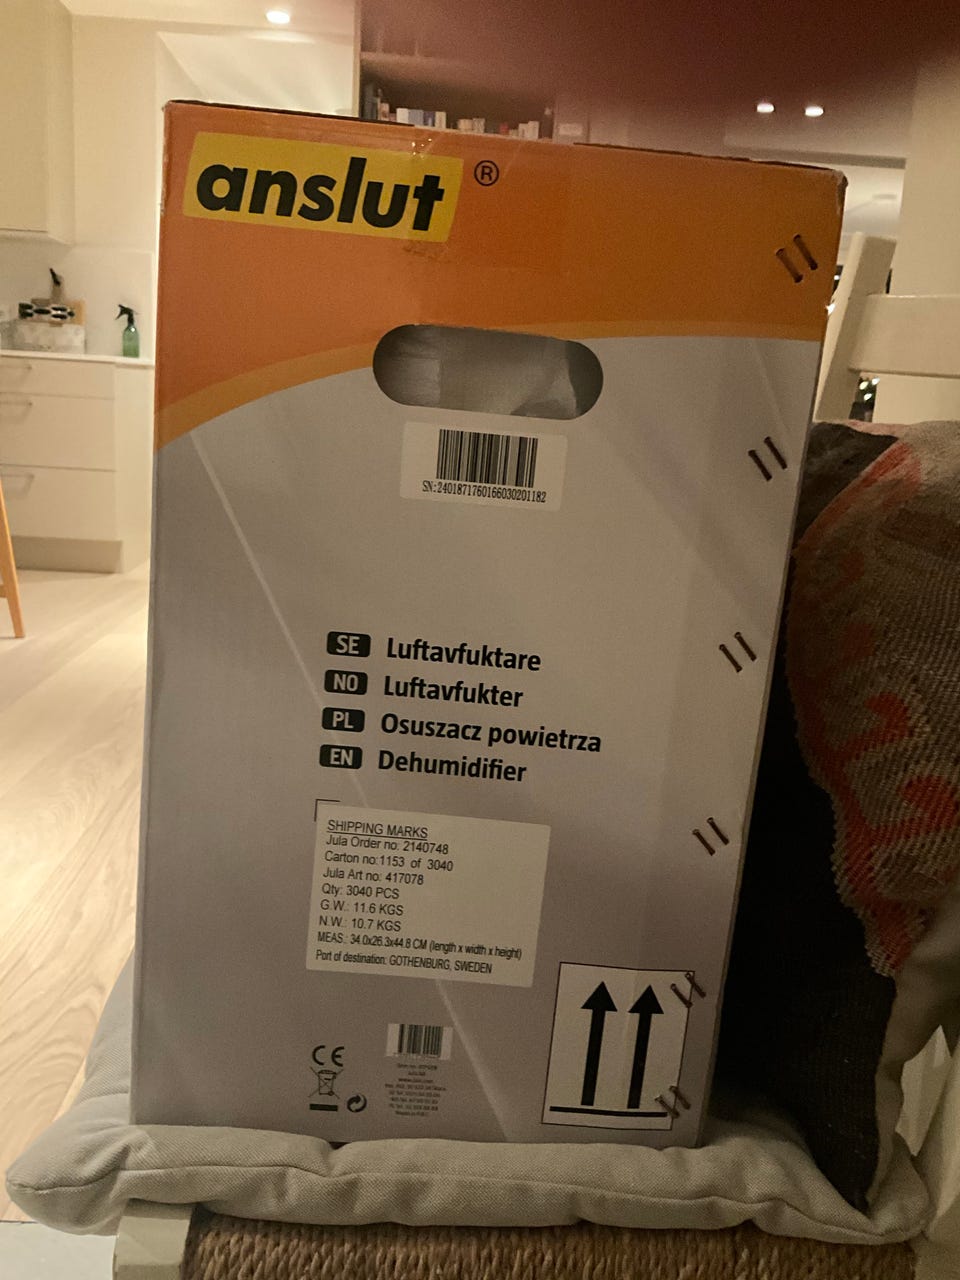 anslut ®
SN:2401871760166030201182
SE Luftavfuktare
NO Luftavfukter
PL Osuszacz powietrza
EN Dehumidifier
SHIPPING MARKS
Jula Order no: 2140748
Carton no:1153 of 3040
Jula Art no: 417078
Qty: 3040 PCS
G.W.: 11.6 KGS
N.W.: 10.7 KGS
MEAS.: 34.0x26.3x44.8 CM (length x width x height)
Port of destination: GOTHENBURG, SWEDEN
CE